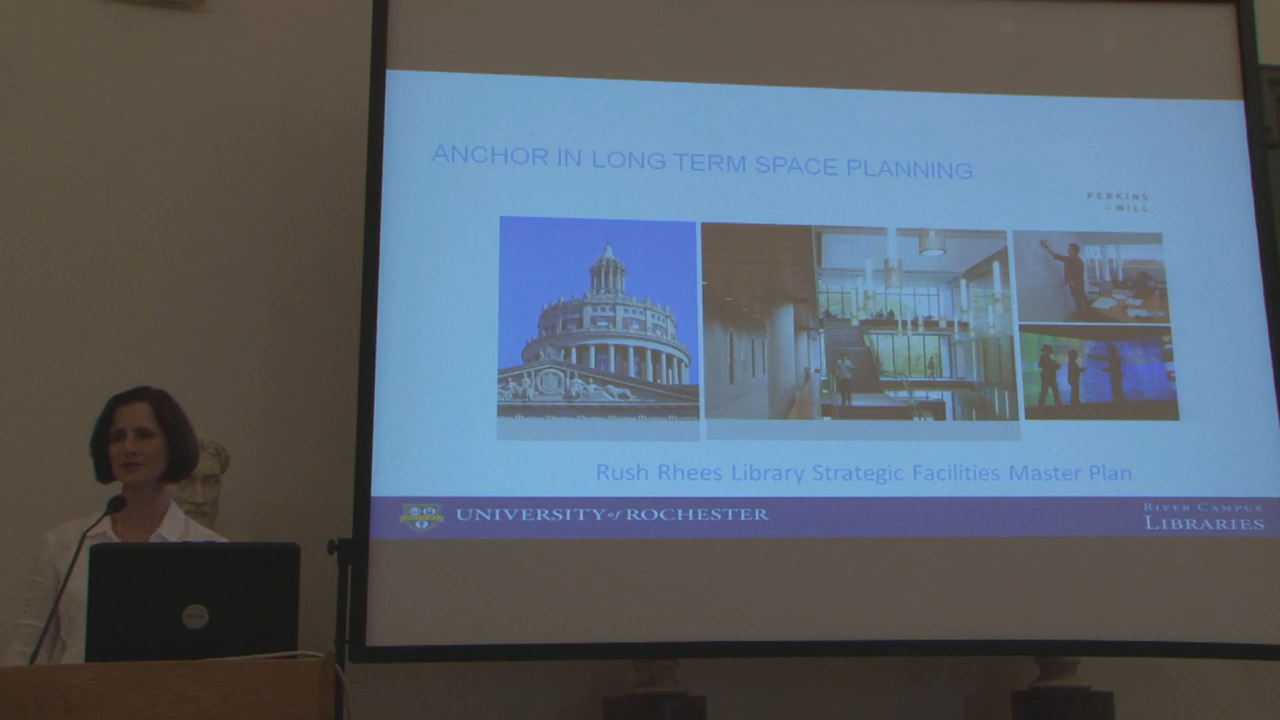 ANCHOR IN LONG TERM SPACE PLANNING
PERKINS
+ WILL
Rush Rhees Library Strategic Facilities Master Plan
UNIVERSITY of ROCHESTER
RIVER CAMPUS
LIBRARIES